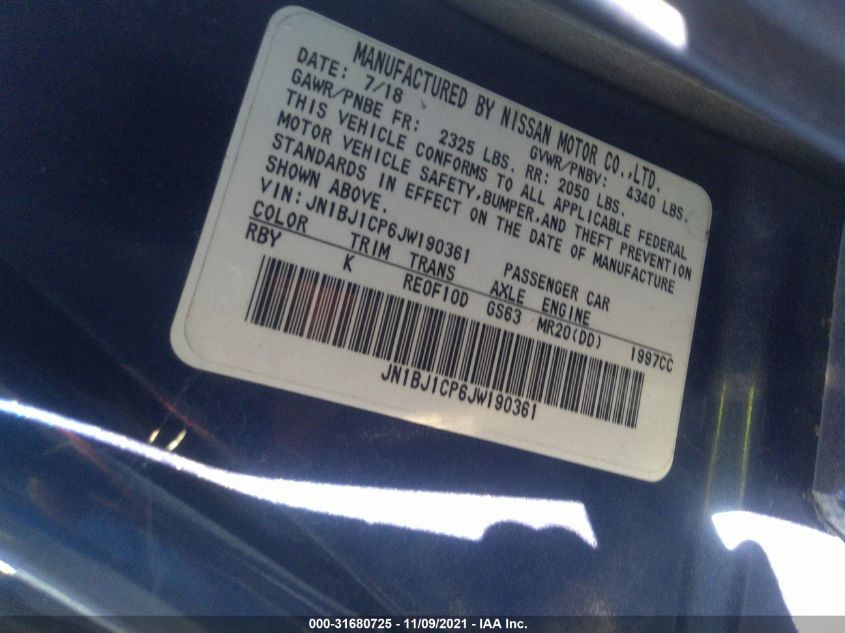 MANUFACTURED BY NISSAN MOTOR CO.,LTD.
DATE: 7/18 GVWR/PNBV: 4340 LBS.
GAWR/PNBE FR: 2325 LBS. RR: 2050 LBS.
THIS VEHICLE CONFORMS TO ALL APPLICABLE FEDERAL
MOTOR VEHICLE SAFETY,BUMPER,AND THEFT PREVENTION
STANDARDS IN EFFECT ON THE DATE OF MANUFACTURE
SHOWN ABOVE.
VIN: JN1BJ1CP6JW190361 PASSENGER CAR
COLOR TRIM TRANS AXLE ENGINE
RBY K RE0F10D GS63 MR20(DD) 1997CC
JN1BJ1CP6JW190361
000-31680725 - 11/09/2021 - IAA Inc.